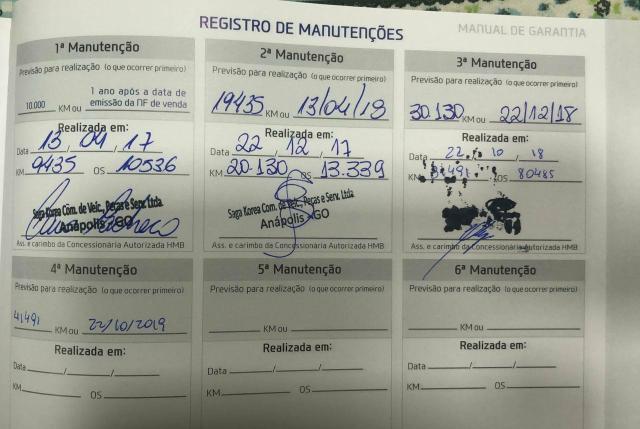 REGISTRO DE MANUTENÇÕES
MANUAL DE GARANTIA
1ª Manutenção
Previsão para realização (o que ocorrer primeiro)
10.000 KM ou 1 ano após a data de
emissão da NF de venda
Realizada em:
Data 13, 04, 17
KM 9435 OS 10536
Saga Korea Com. de Veíc., Peças e Serv. Ltda
Anápolis GO
Ass. e carimbo da Concessionária Autorizada HMB
2ª Manutenção
Previsão para realização (o que ocorrer primeiro)
19435 KM ou 13/04/18
Realizada em:
Data 22, 12, 17
KM 20.130 OS 13.339
Saga Korea Com. de Veíc., Peças e Serv. Ltda
Anápolis GO
Ass. e carimbo da Concessionária Autorizada HMB
3ª Manutenção
Previsão para realização (o que ocorrer primeiro)
30.130 KM ou 22/12/18
Realizada em:
Data 22, 10, 18
KM 31491 OS 80485
Ass. e carimbo da Concessionária Autorizada HMB
4ª Manutenção
Previsão para realização (o que ocorrer primeiro)
41491 KM ou 22/10/2019
Realizada em:
Data / /
KM OS
5ª Manutenção
Previsão para realização (o que ocorrer primeiro)
KM ou
Realizada em:
Data / /
KM OS
6ª Manutenção
Previsão para realização (o que ocorrer primeiro)
KM ou
Realizada em:
Data / /
KM OS